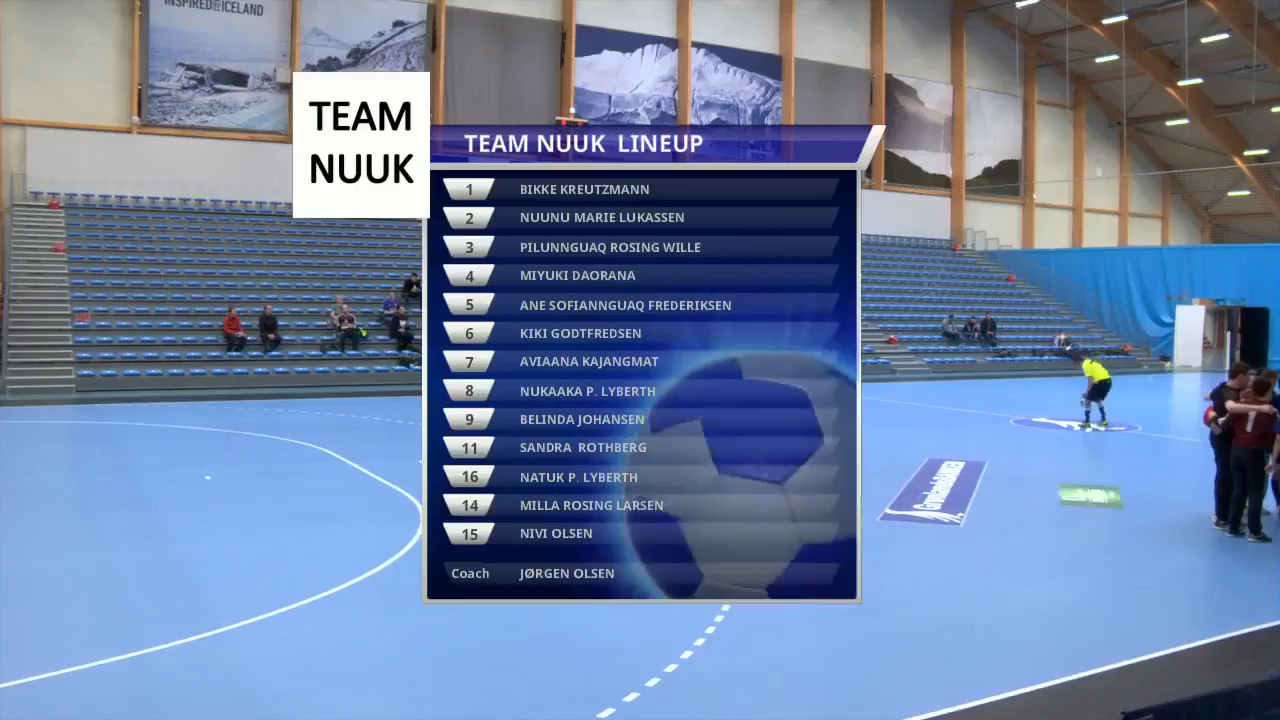 INSPIRED BY ICELAND
TEAM
NUUK
TEAM NUUK LINEUP
1 BIKKE KREUTZMANN
2 NUUNU MARIE LUKASSEN
3 PILUNNGUAQ ROSING WILLE
4 MIYUKI DAORANA
5 ANE SOFIANNGUAQ FREDERIKSEN
6 KIKI GODTFREDSEN
7 AVIAANA KAJANGMAT
8 NUKAAKA P. LYBERTH
9 BELINDA JOHANSEN
11 SANDRA ROTHBERG
16 NATUK P. LYBERTH
14 MILLA ROSING LARSEN
15 NIVI OLSEN
Coach JØRGEN OLSEN